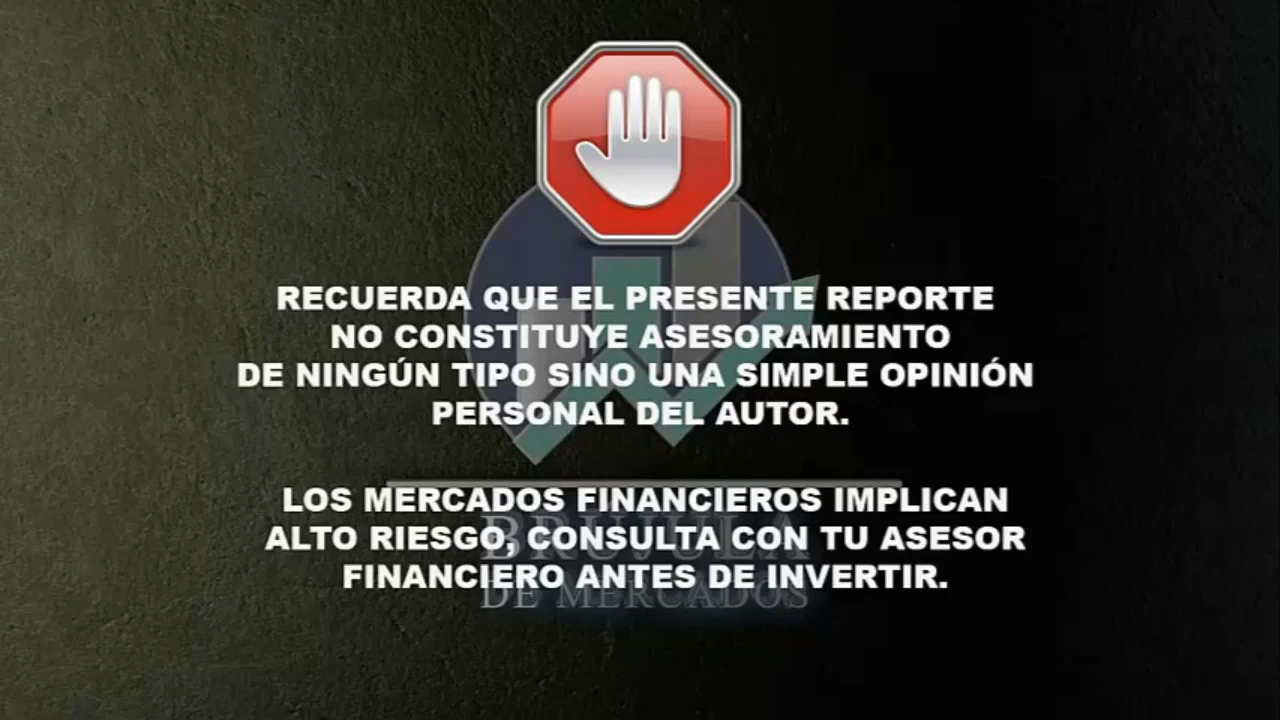 RECUERDA QUE EL PRESENTE REPORTE
NO CONSTITUYE ASESORAMIENTO
DE NINGÚN TIPO SINO UNA SIMPLE OPINIÓN
PERSONAL DEL AUTOR.
LOS MERCADOS FINANCIEROS IMPLICAN
ALTO RIESGO, CONSULTA CON TU ASESOR
FINANCIERO ANTES DE INVERTIR.
BRUJULA
DE MERCADOS